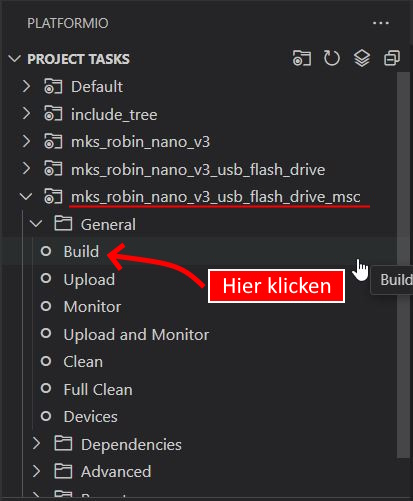 PLATFORMIO
PROJECT TASKS
Default
include_tree
mks_robin_nano_v3
mks_robin_nano_v3_usb_flash_drive
mks_robin_nano_v3_usb_flash_drive_msc
General
Build
Upload
Hier klicken
Build
Monitor
Upload and Monitor
Clean
Full Clean
Devices
Dependencies
Advanced